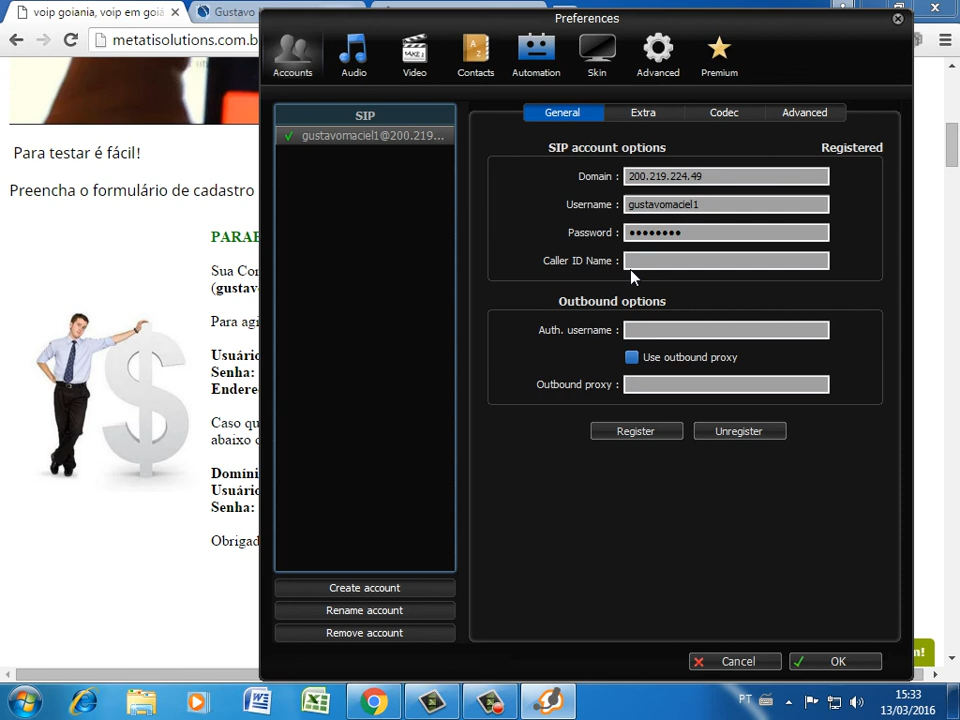 voip goiania, voip em goiâ
Gustavo
metatisolutions.com.b
Para testar é fácil!
Preencha o formulário de cadastro
PARAB
Sua Con
(gustav
Para agi
Usuário
Senha:
Endereç
Caso qu
abaixo c
Domíni
Usuário
Senha:
Obrigad
Preferences
Accounts
Audio
Video
Contacts
Automation
Skin
Advanced
Premium
SIP
gustavomaciel1@200.219...
Create account
Rename account
Remove account
General
Extra
Codec
Advanced
SIP account options
Registered
Domain :
200.219.224.49
Username :
gustavomaciel1
Password :
Caller ID Name :
Outbound options
Auth. username :
Use outbound proxy
Outbound proxy :
Register
Unregister
Cancel
OK
n!
PT
15:33
13/03/2016